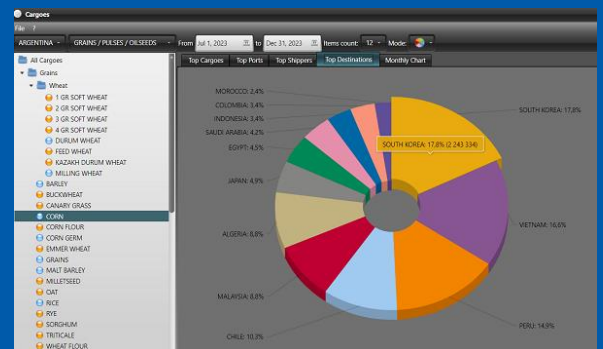 Cargoes
File ?
ARGENTINA GRAINS / PULSES / OILSEEDS From Jul 1, 2023 to Dec 31, 2023 Items count: 12 Mode:
All Cargoes
Grains
Wheat
1 GR SOFT WHEAT
2 GR SOFT WHEAT
3 GR SOFT WHEAT
4 GR SOFT WHEAT
DURUM WHEAT
FEED WHEAT
KAZAKH DURUM WHEAT
MILLING WHEAT
BARLEY
BUCKWHEAT
CANARY GRASS
CORN
CORN FLOUR
CORN GERM
EMMER WHEAT
GRAINS
MALT BARLEY
MILLETSEED
OAT
RICE
RYE
SORGHUM
TRITICALE
WHEAT FLOUR
Top Cargoes Top Ports Top Shippers Top Destinations Monthly Chart
MOROCCO: 2,4%
COLOMBIA: 3,4%
INDONESIA: 3,4%
SAUDI ARABIA: 4,2%
EGYPT: 4,5%
JAPAN: 4,9%
ALGERIA: 8,8%
MALAYSIA: 8,8%
CHILE: 10,3%
SOUTH KOREA: 17,8%
SOUTH KOREA: 17,8% (2 243 334)
VIETNAM: 16,6%
PERU: 14,9%